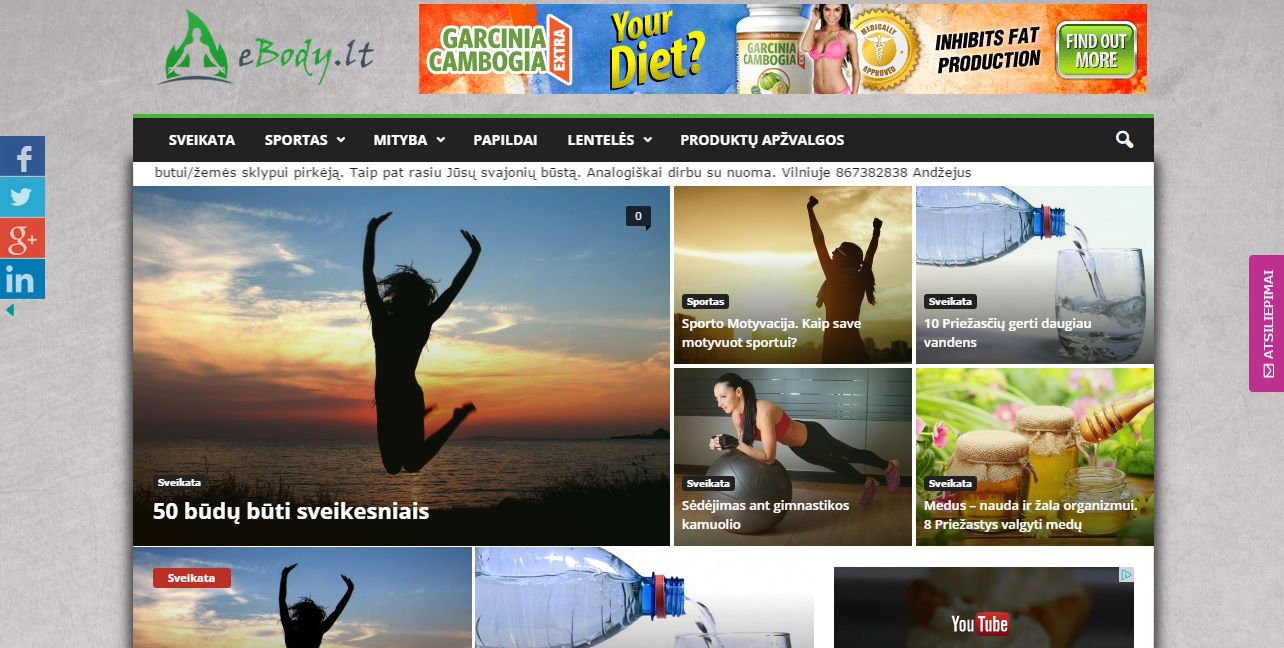 eBody.lt
GARCINIA
CAMBOGIA
EXTRA
Your
Diet?
GARCINIA
CAMBOGIA
MEDICALLY
APPROVED
INHIBITS FAT
PRODUCTION
FIND OUT
MORE
SVEIKATA SPORTAS MITYBA PAPILDAI LENTELĖS PRODUKTŲ APŽVALGOS
butui/žemės sklypui pirkėją. Taip pat rasiu Jūsų svajonių būstą. Analogiškai dirbu su nuoma. Vilniuje 867382838 Andžejus
0
Sveikata
50 būdų būti sveikesniais
Sportas
Sporto Motyvacija. Kaip save
motyvuot sportui?
Sveikata
10 Priežasčių gerti daugiau
vandens
Sveikata
Sėdėjimas ant gimnastikos
kamuolio
Sveikata
Medus – nauda ir žala organizmui.
8 Priežastys valgyti medų
ATSILIEPIMAI
f
g+
in
Sveikata
You Tube